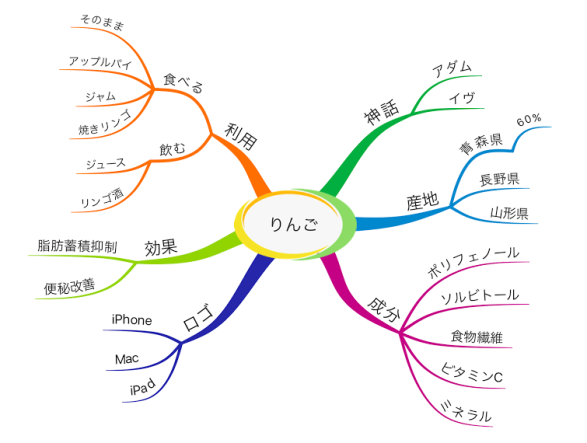 りんご
神話
アダム
イヴ
産地
青森県
60%
長野県
山形県
成分
ポリフェノール
ソルビトール
食物繊維
ビタミンC
ミネラル
ロゴ
iPhone
Mac
iPad
効果
脂肪蓄積抑制
便秘改善
利用
食べる
そのまま
アップルパイ
ジャム
焼きリンゴ
飲む
ジュース
リンゴ酒